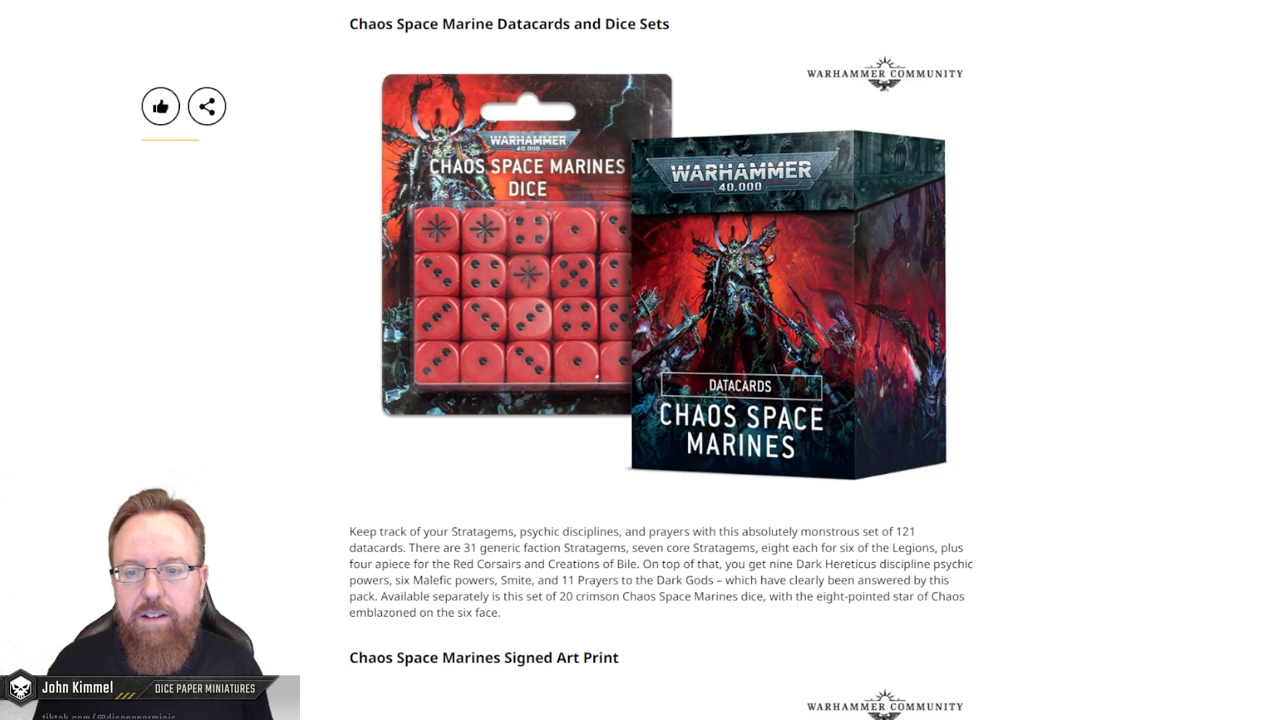 Chaos Space Marine Datacards and Dice Sets
WARHAMMER COMMUNITY
WARHAMMER
40,000
CHAOS SPACE MARINES
DICE
WARHAMMER
40,000
DATACARDS
CHAOS SPACE
MARINES
Keep track of your Stratagems, psychic disciplines, and prayers with this absolutely monstrous set of 121
datacards. There are 31 generic faction Stratagems, seven core Stratagems, eight each for six of the Legions, plus
four apiece for the Red Corsairs and Creations of Bile. On top of that, you get nine Dark Hereticus discipline psychic
powers, six Malefic powers, Smite, and 11 Prayers to the Dark Gods – which have clearly been answered by this
pack. Available separately is this set of 20 crimson Chaos Space Marines dice, with the eight-pointed star of Chaos
emblazoned on the six face.
Chaos Space Marines Signed Art Print
WARHAMMER COMMUNITY
John Kimmel
DICE PAPER MINIATURES